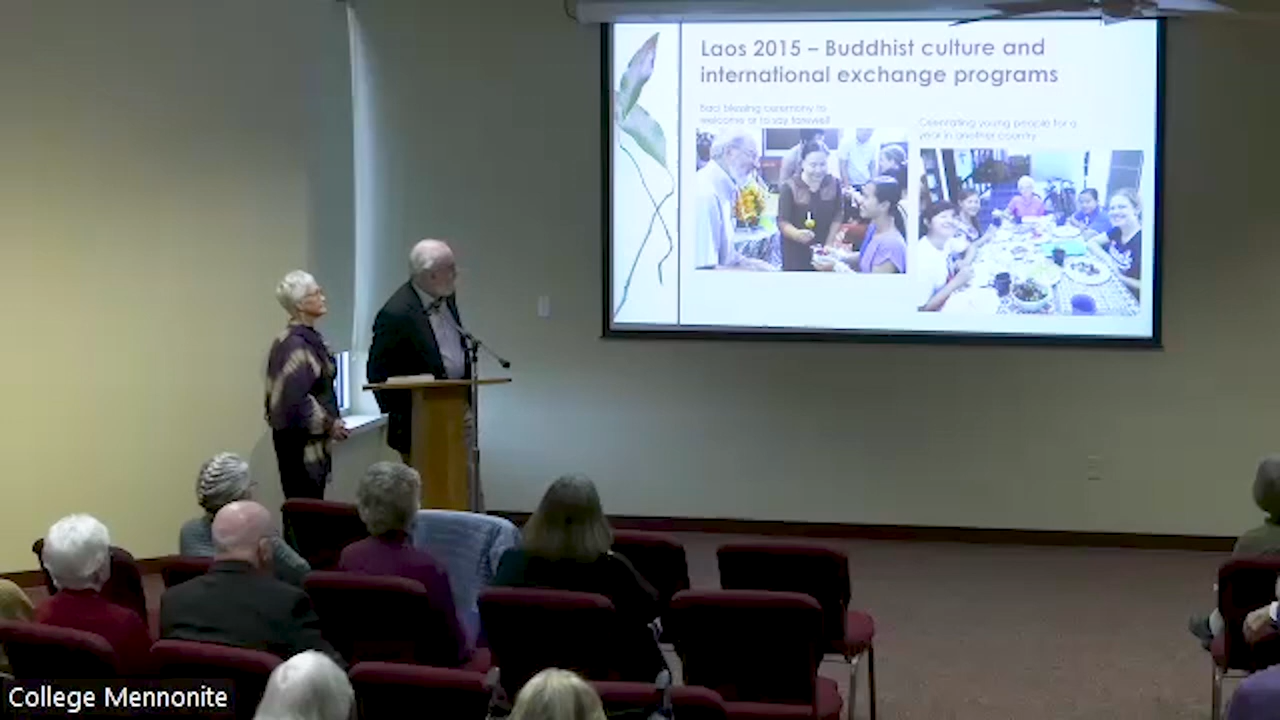 Laos 2015 – Buddhist culture and
international exchange programs
Baci blessing ceremony to
welcome or to say farewell
Celebrating young people for a
year in another country
College Mennonite